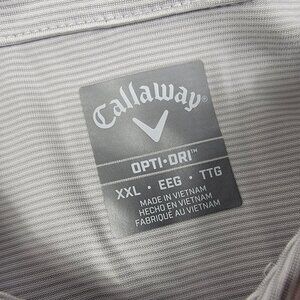 Callaway®
OPTI•DRI™
XXL • EEG • TTG
MADE IN VIETNAM
HECHO EN VIETNAM
FABRIQUÉ AU VIETNAM